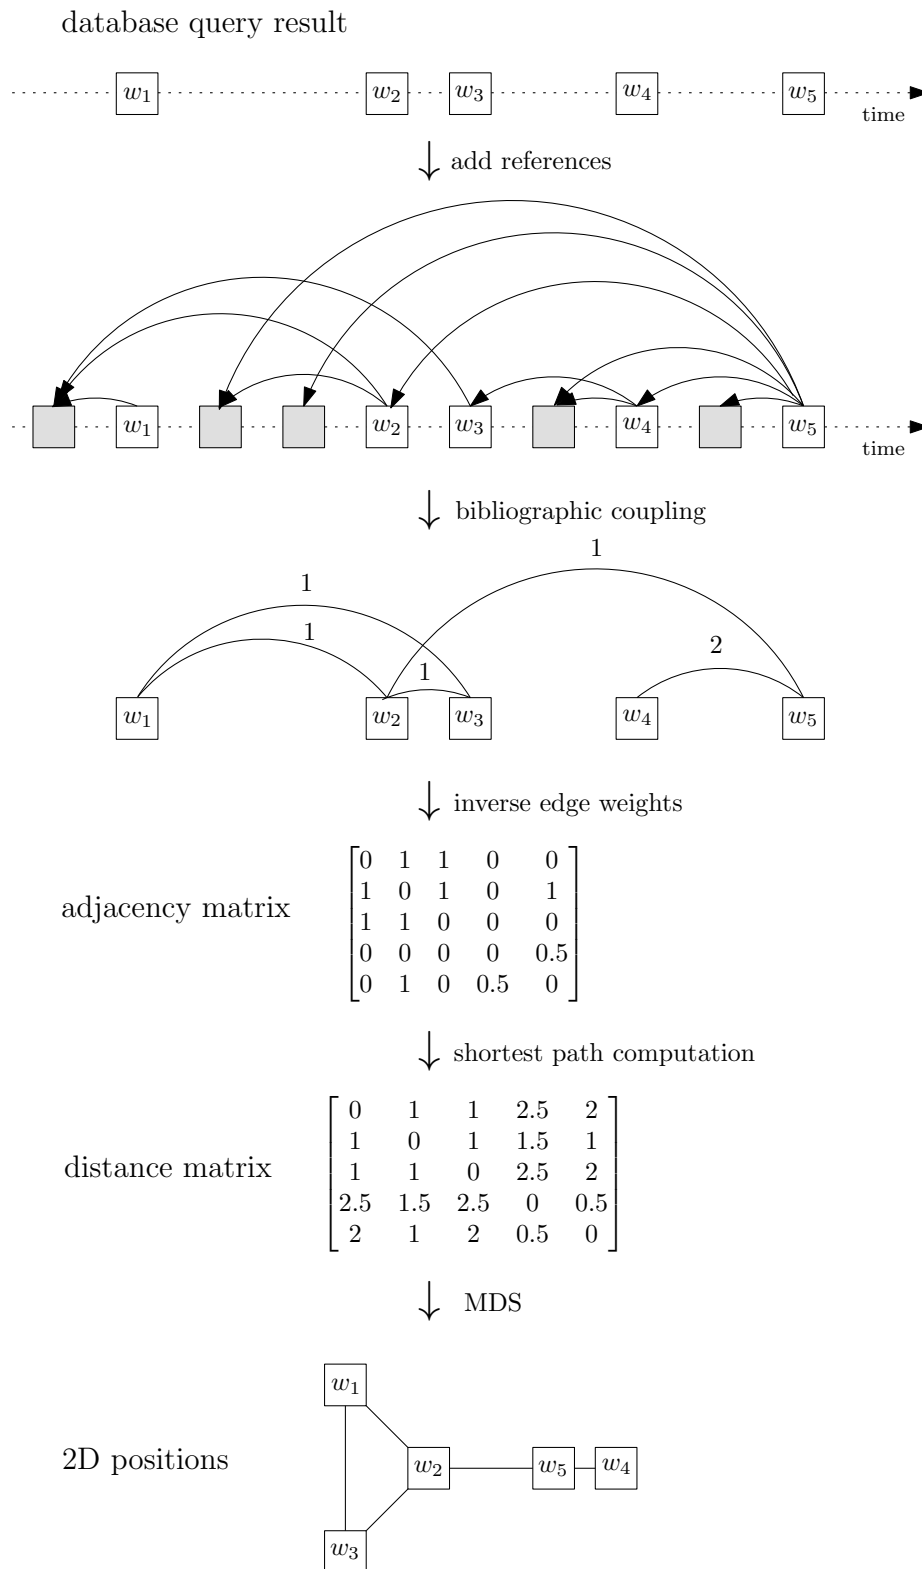 database query result
w₁ w₂ w₃ w₄ w₅
time
add references
w₁ w₂ w₃ w₄ w₅
time
bibliographic coupling
1
1
1
1
2
w₁ w₂ w₃ w₄ w₅
inverse edge weights
0 1 1 0 0
1 0 1 0 1
adjacency matrix
1 1 0 0 0
0 0 0 0 0.5
0 1 0 0.5 0
shortest path computation
0 1 1 2.5 2
1 0 1 1.5 1
distance matrix
1 1 0 2.5 2
2.5 1.5 2.5 0 0.5
2 1 2 0.5 0
MDS
w₁
2D positions
w₂ w₅ w₄
w₃